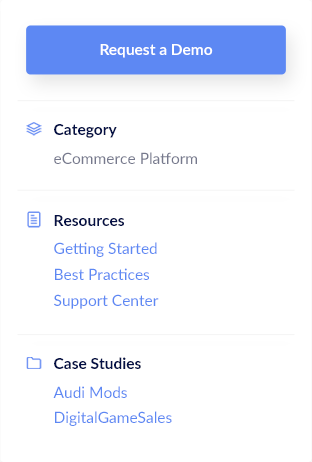 Request a Demo
Category
eCommerce Platform
Resources
Getting Started
Best Practices
Support Center
Case Studies
Audi Mods
DigitalGameSales